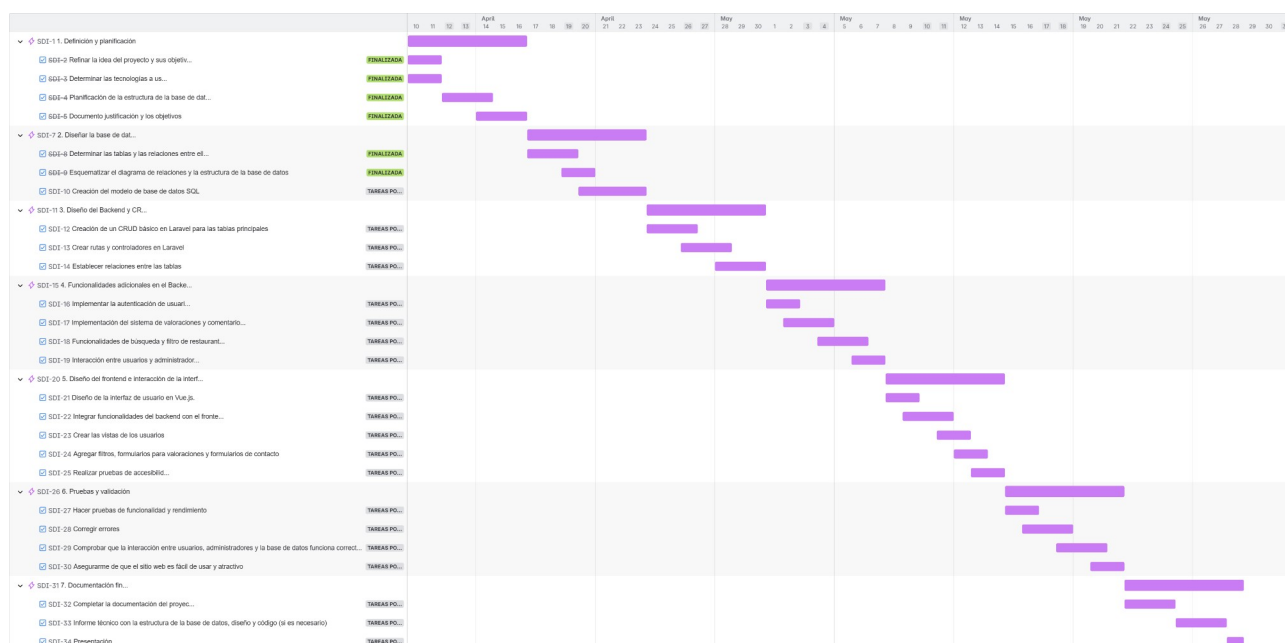 April April May May May May May
10 11 12 13 14 15 16 17 18 19 20 21 22 23 24 25 26 27 28 29 30 1 2 3 4 5 6 7 8 9 10 11 12 13 14 15 16 17 18 19 20 21 22 23 24 25 26 27 28 29 30
SDI-1 1. Definición y planificación
SDI-2 Refinar la idea del proyecto y sus objetiv... FINALIZADA
SDI-3 Determinar las tecnologías a us... FINALIZADA
SDI-4 Planificación de la estructura de la base de dat... FINALIZADA
SDI-5 Documento justificación y los objetivos FINALIZADA
SDI-7 2. Diseñar la base de dat...
SDI-8 Determinar las tablas y las relaciones entre ell... FINALIZADA
SDI-9 Esquematizar el diagrama de relaciones y la estructura de la base de datos FINALIZADA
SDI-10 Creación del modelo de base de datos SQL TAREAS PO...
SDI-11 3. Diseño del Backend y CR...
SDI-12 Creación de un CRUD básico en Laravel para las tablas principales TAREAS PO...
SDI-13 Crear rutas y controladores en Laravel TAREAS PO...
SDI-14 Establecer relaciones entre las tablas TAREAS PO...
SDI-15 4. Funcionalidades adicionales en el Backe...
SDI-16 Implementar la autenticación de usuari... TAREAS PO...
SDI-17 Implementación del sistema de valoraciones y comentario... TAREAS PO...
SDI-18 Funcionalidades de búsqueda y filtro de restaurant... TAREAS PO...
SDI-19 Interacción entre usuarios y administrador... TAREAS PO...
SDI-20 5. Diseño del frontend e interacción de la interf...
SDI-21 Diseño de la interfaz de usuario en Vue.js. TAREAS PO...
SDI-22 Integrar funcionalidades del backend con el fronte... TAREAS PO...
SDI-23 Crear las vistas de los usuarios TAREAS PO...
SDI-24 Agregar filtros, formularios para valoraciones y formularios de contacto TAREAS PO...
SDI-25 Realizar pruebas de accesibilid... TAREAS PO...
SDI-26 6. Pruebas y validación
SDI-27 Hacer pruebas de funcionalidad y rendimiento TAREAS PO...
SDI-28 Corregir errores TAREAS PO...
SDI-29 Comprobar que la interacción entre usuarios, administradores y la base de datos funciona correct... TAREAS PO...
SDI-30 Asegurarme de que el sitio web es fácil de usar y atractivo TAREAS PO...
SDI-31 7. Documentación fin...
SDI-32 Completar la documentación del proyec... TAREAS PO...
SDI-33 Informe técnico con la estructura de la base de datos, diseño y código (si es necesario) TAREAS PO...
SDI-34 Presentación TAREAS PO...